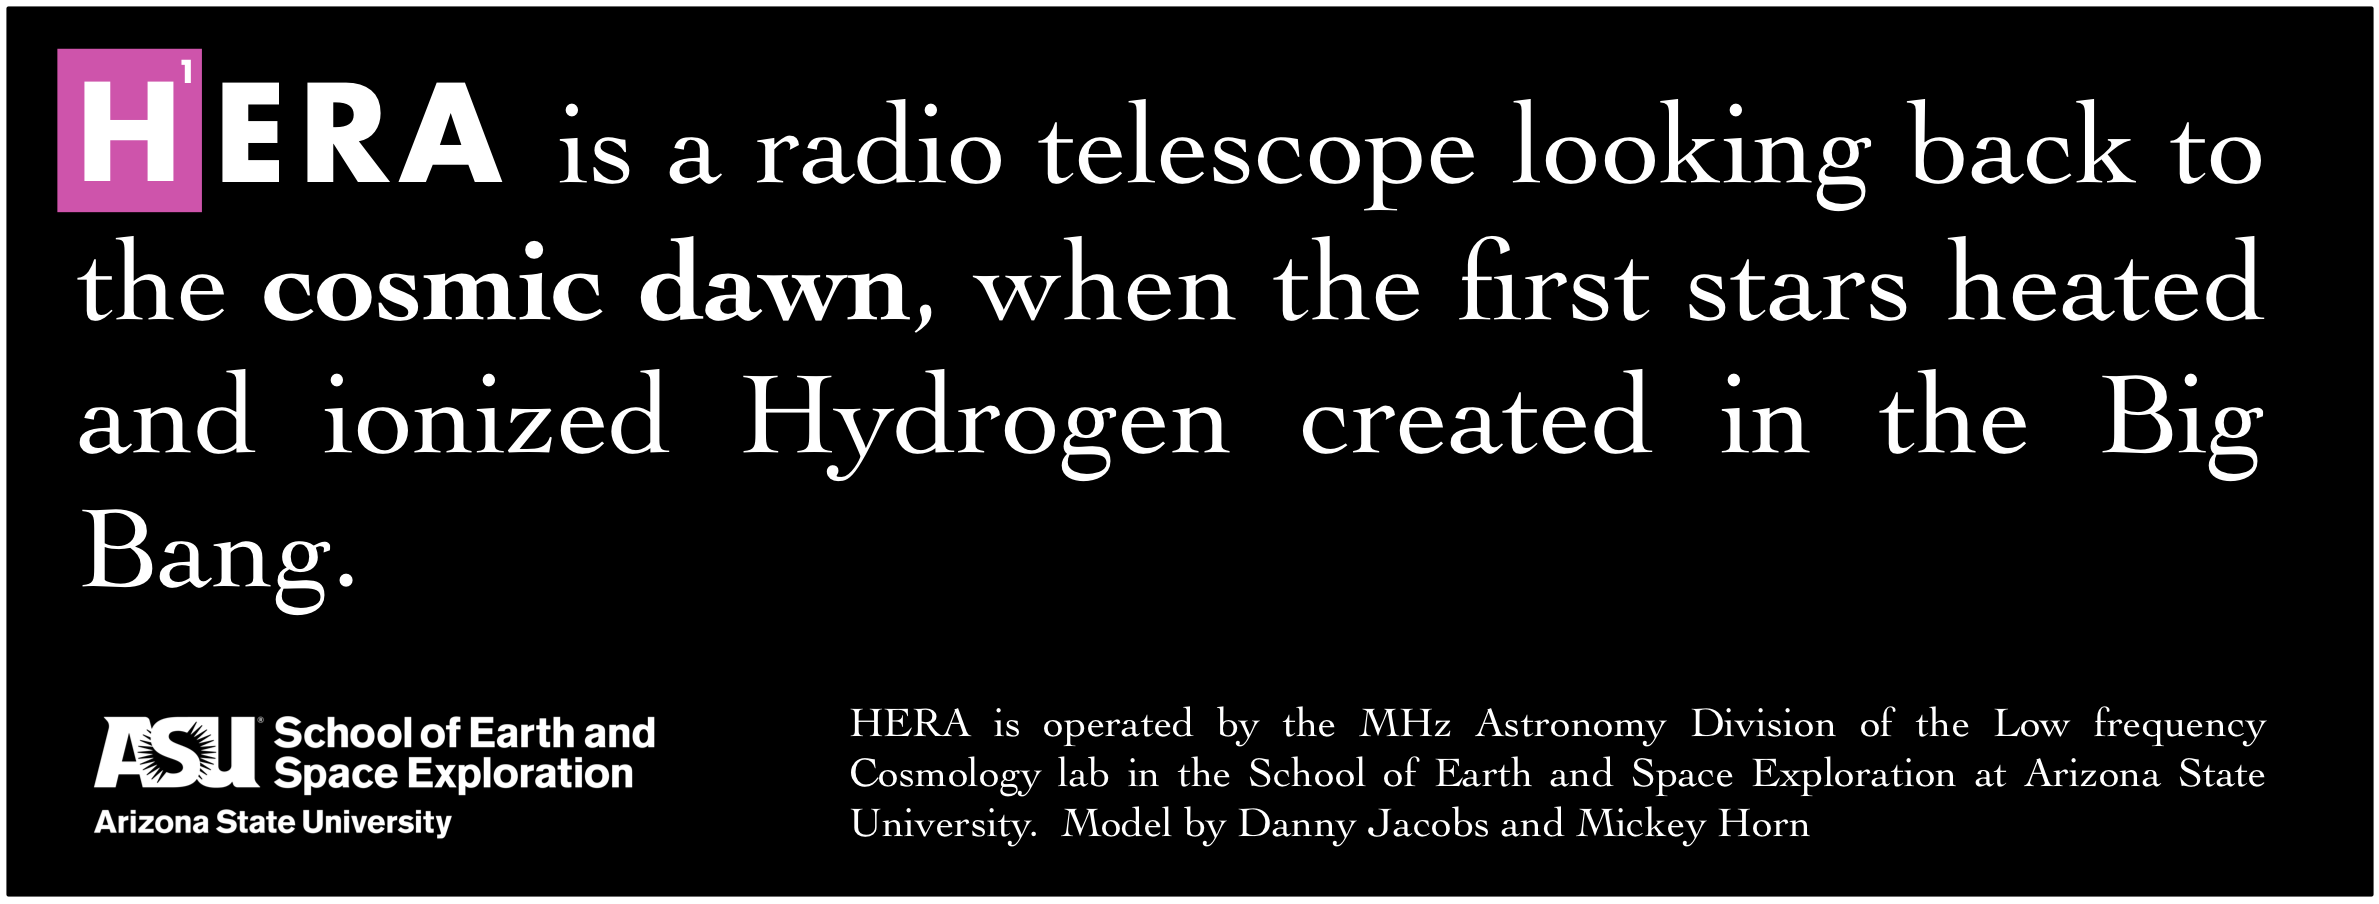 H1ERA is a radio telescope looking back to
the cosmic dawn, when the first stars heated
and ionized Hydrogen created in the Big
Bang.
ASU® School of Earth and
Space Exploration
Arizona State University
HERA is operated by the MHz Astronomy Division of the Low frequency
Cosmology lab in the School of Earth and Space Exploration at Arizona State
University. Model by Danny Jacobs and Mickey Horn